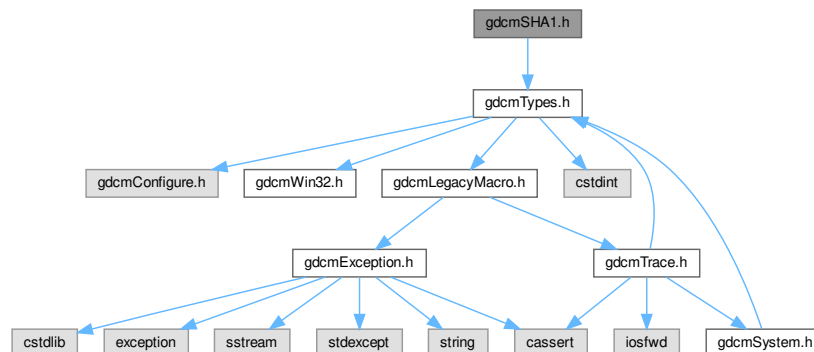 gdcmSHA1.h
gdcmTypes.h
gdcmConfigure.h
gdcmWin32.h
gdcmLegacyMacro.h
cstdint
gdcmException.h
gdcmTrace.h
cstdlib
exception
sstream
stdexcept
string
cassert
iosfwd
gdcmSystem.h